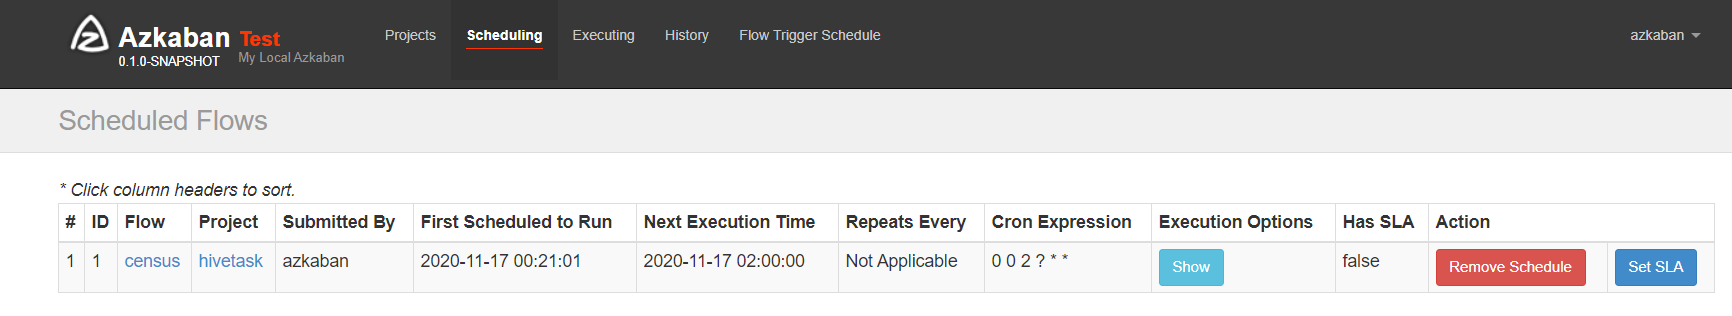 Azkaban Test
0.1.0-SNAPSHOT My Local Azkaban
Projects Scheduling Executing History Flow Trigger Schedule azkaban
Scheduled Flows
* Click column headers to sort.
# ID Flow Project Submitted By First Scheduled to Run Next Execution Time Repeats Every Cron Expression Execution Options Has SLA Action
1 1 census hivetask azkaban 2020-11-17 00:21:01 2020-11-17 02:00:00 Not Applicable 0 0 2 ? * * Show false Remove Schedule Set SLA